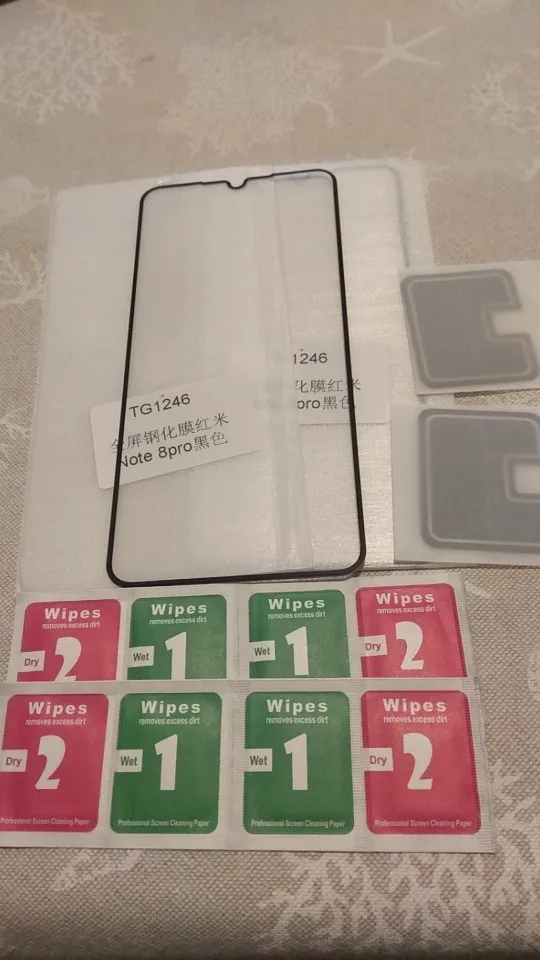 1246
化膜红米
pro黑色
TG1246
全屏钢化膜红米
Note 8pro黑色
Wipes
removes excess dirt
Dry
2
Wipes
removes excess dirt
Wet
1
Wipes
removes excess dirt
Wet
1
Wipes
removes excess dirt
Dry
2
Wipes
removes excess dirt
Dry
2
Professional Screen Cleaning Paper
Wipes
removes excess dirt
Wet
1
Professional Screen Cleaning Paper
Wipes
removes excess dirt
Wet
1
Professional Screen Cleaning Paper
Wipes
removes excess dirt
Dry
2
Professional Screen Cleaning Paper